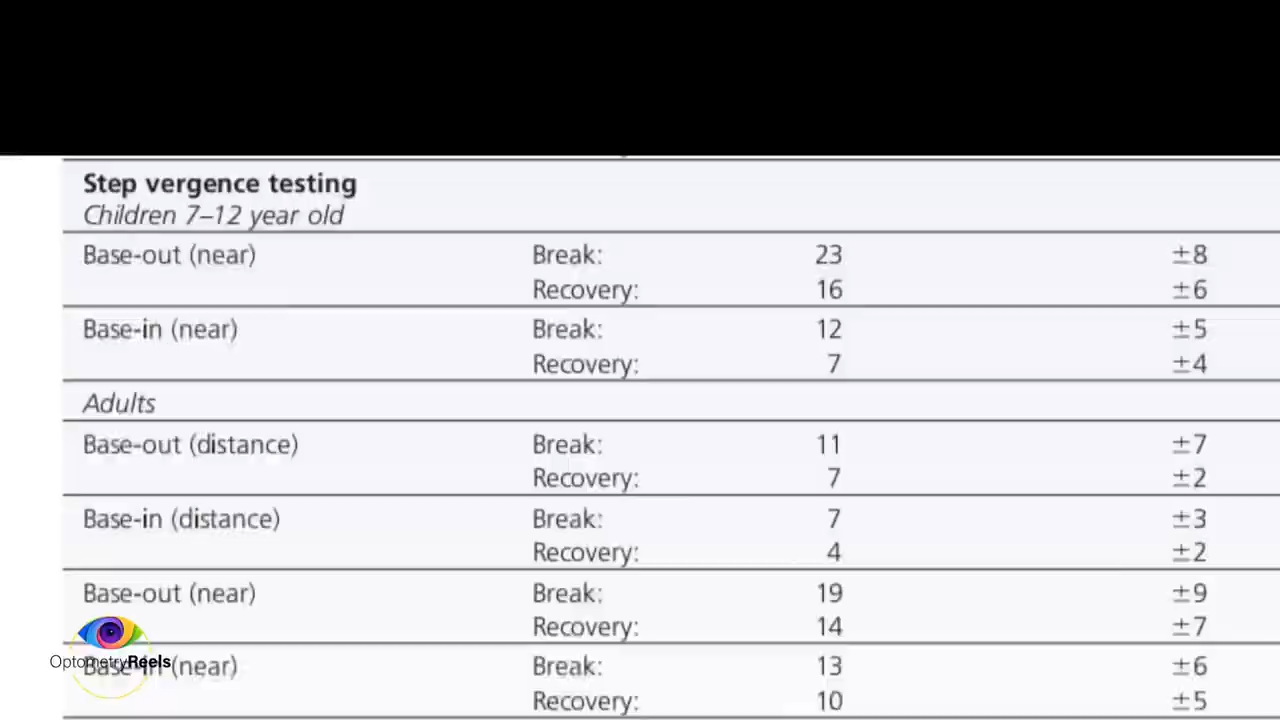 Step vergence testing
Children 7–12 year old
Base-out (near) Break: 23 ±8
Recovery: 16 ±6
Base-in (near) Break: 12 ±5
Recovery: 7 ±4
Adults
Base-out (distance) Break: 11 ±7
Recovery: 7 ±2
Base-in (distance) Break: 7 ±3
Recovery: 4 ±2
Base-out (near) Break: 19 ±9
Recovery: 14 ±7
OptometryReels
Base-in (near) Break: 13 ±6
Recovery: 10 ±5